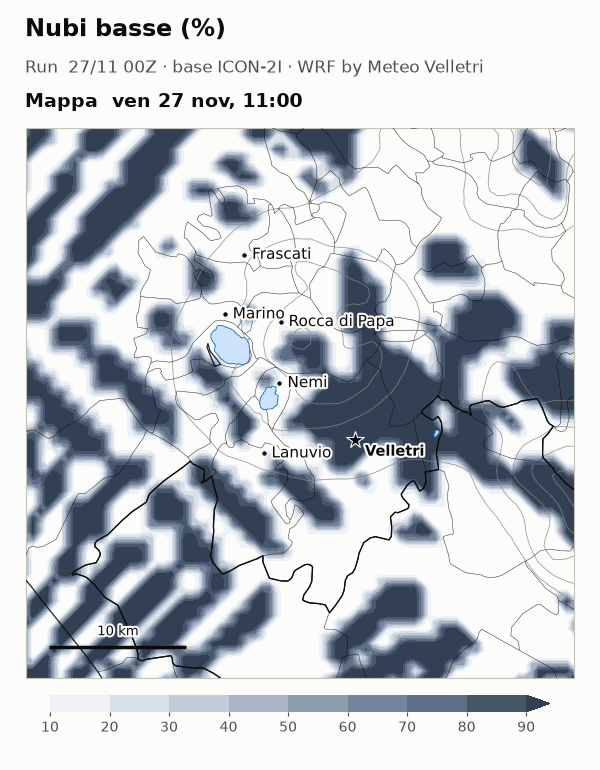 Nubi basse (%)
Run 27/11 00Z · base ICON-2I · WRF by Meteo Velletri
Mappa ven 27 nov, 11:00
Frascati
Marino
Rocca di Papa
Nemi
Velletri
Lanuvio
10 km
10 20 30 40 50 60 70 80 90